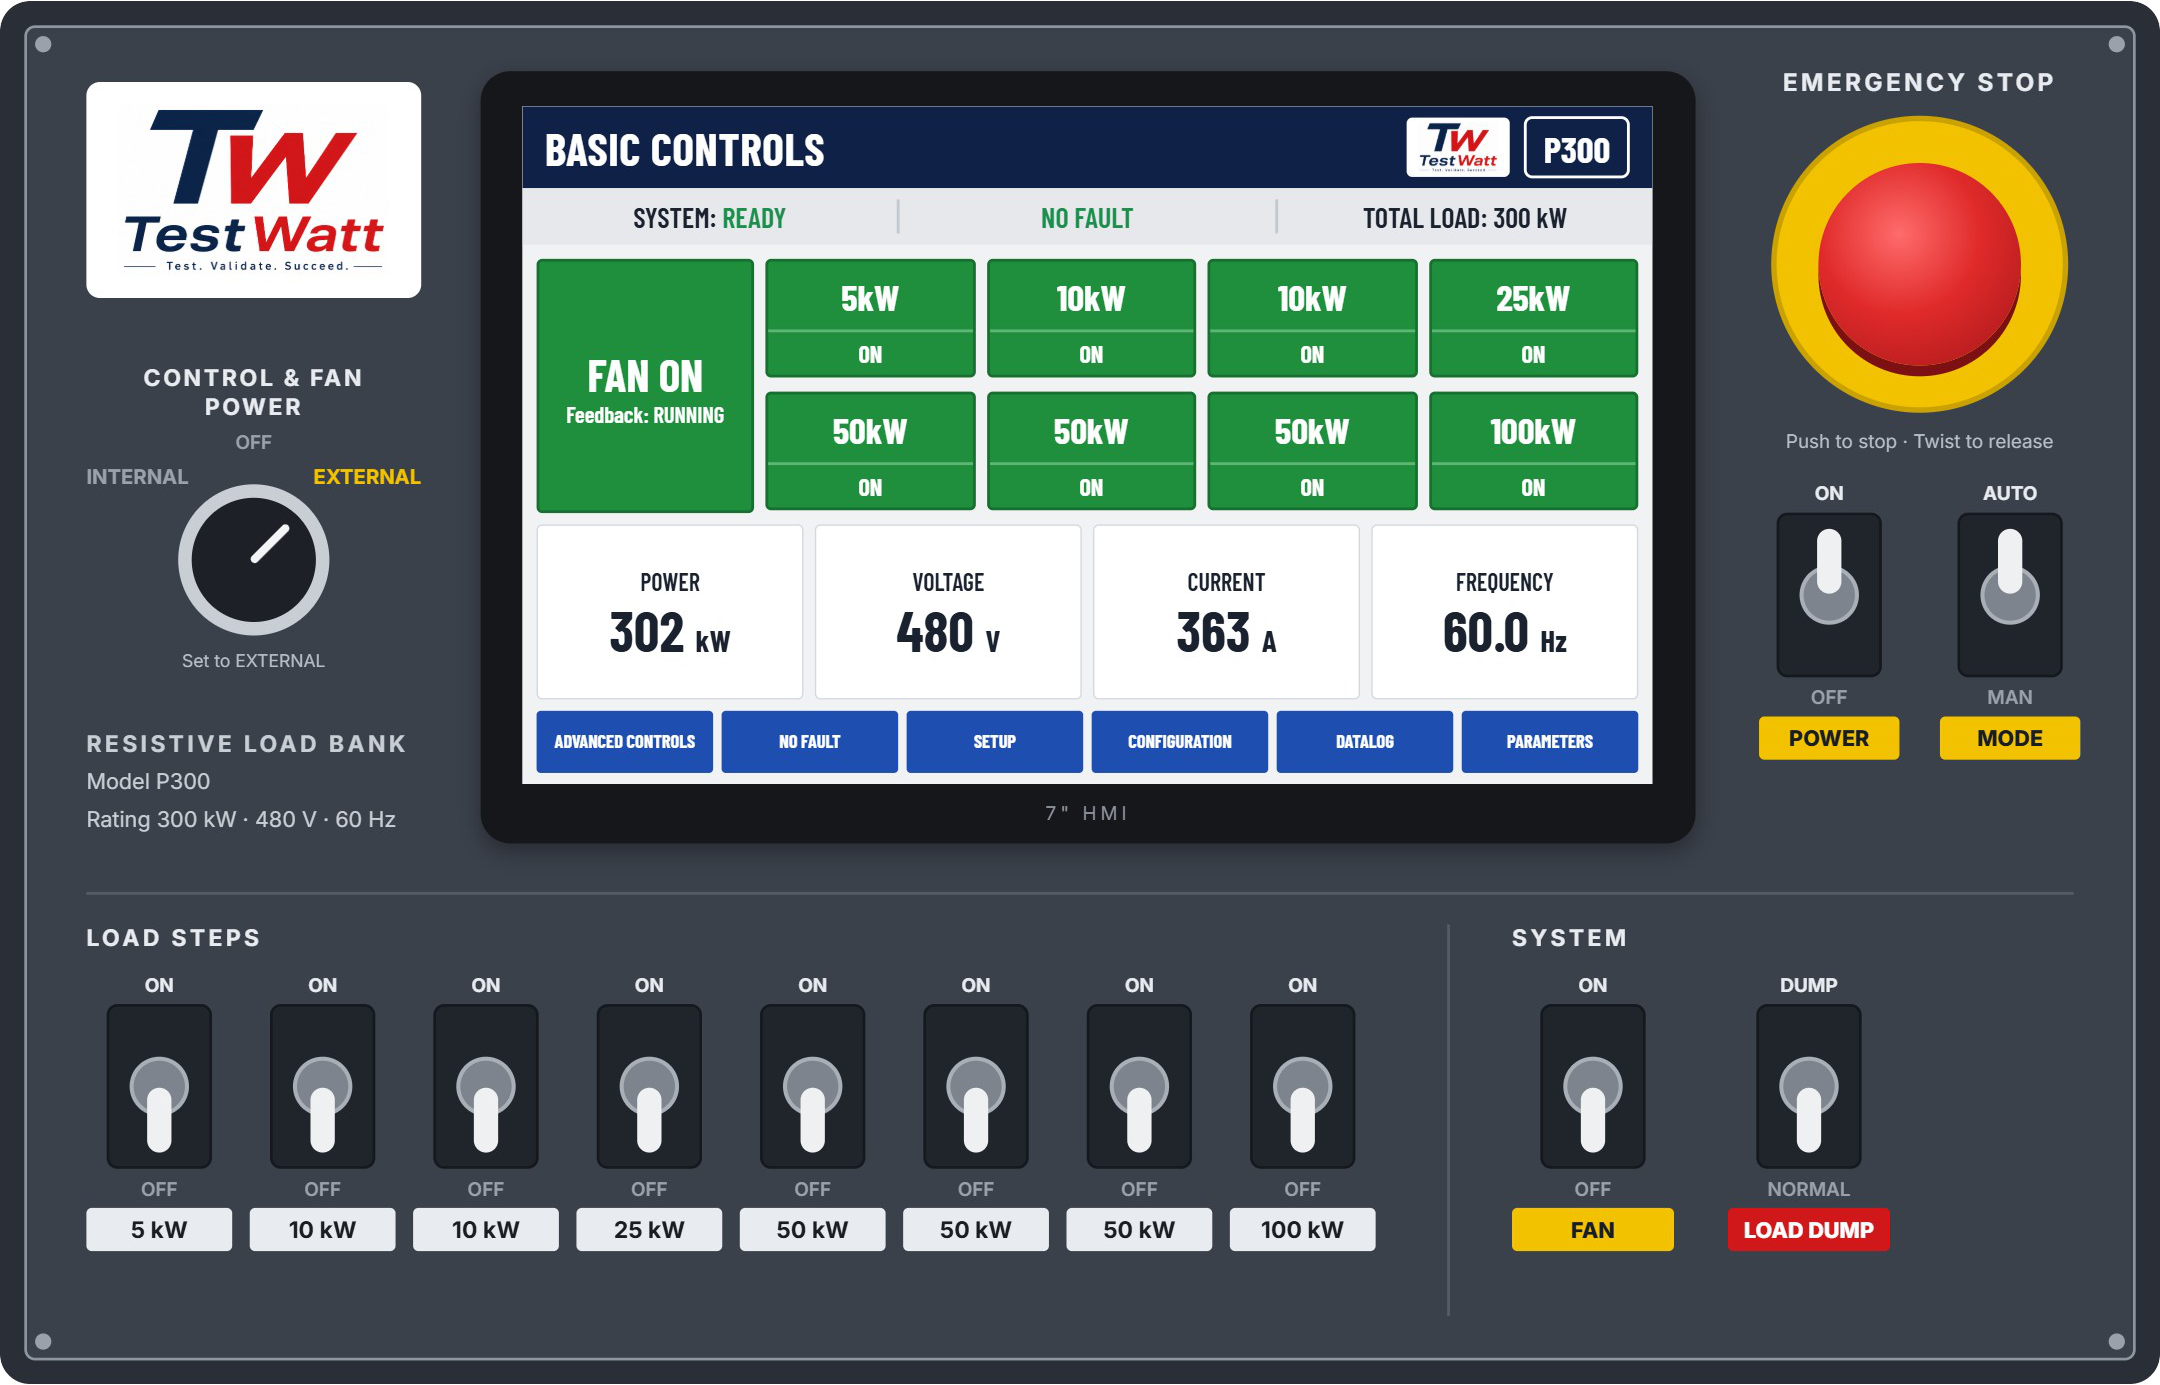 TW
TestWatt
Test. Validate. Succeed.
CONTROL & FAN
POWER
OFF
INTERNAL
EXTERNAL
Set to EXTERNAL
RESISTIVE LOAD BANK
Model P300
Rating 300 kW · 480 V · 60 Hz
BASIC CONTROLS
TW
TestWatt
Test. Validate. Succeed.
P300
SYSTEM: READY
NO FAULT
TOTAL LOAD: 300 kW
FAN ON
Feedback: RUNNING
5kW
ON
10kW
ON
10kW
ON
25kW
ON
50kW
ON
50kW
ON
50kW
ON
100kW
ON
POWER
302 kW
VOLTAGE
480 V
CURRENT
363 A
FREQUENCY
60.0 Hz
ADVANCED CONTROLS
NO FAULT
SETUP
CONFIGURATION
DATALOG
PARAMETERS
7" HMI
EMERGENCY STOP
Push to stop · Twist to release
ON
OFF
POWER
AUTO
MAN
MODE
LOAD STEPS
ON
OFF
5 kW
ON
OFF
10 kW
ON
OFF
10 kW
ON
OFF
25 kW
ON
OFF
50 kW
ON
OFF
50 kW
ON
OFF
50 kW
ON
OFF
100 kW
SYSTEM
ON
OFF
FAN
DUMP
NORMAL
LOAD DUMP